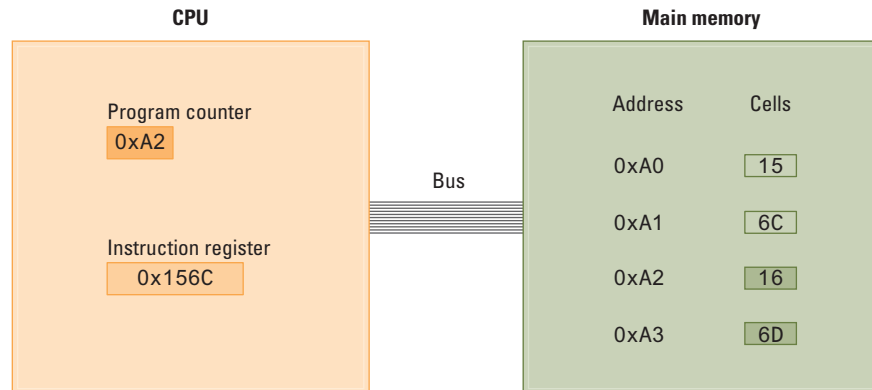 CPU
Program counter
0xA2
Instruction register
0x156C
Bus
Main memory
Address Cells
0xA0 15
0xA1 6C
0xA2 16
0xA3 6D